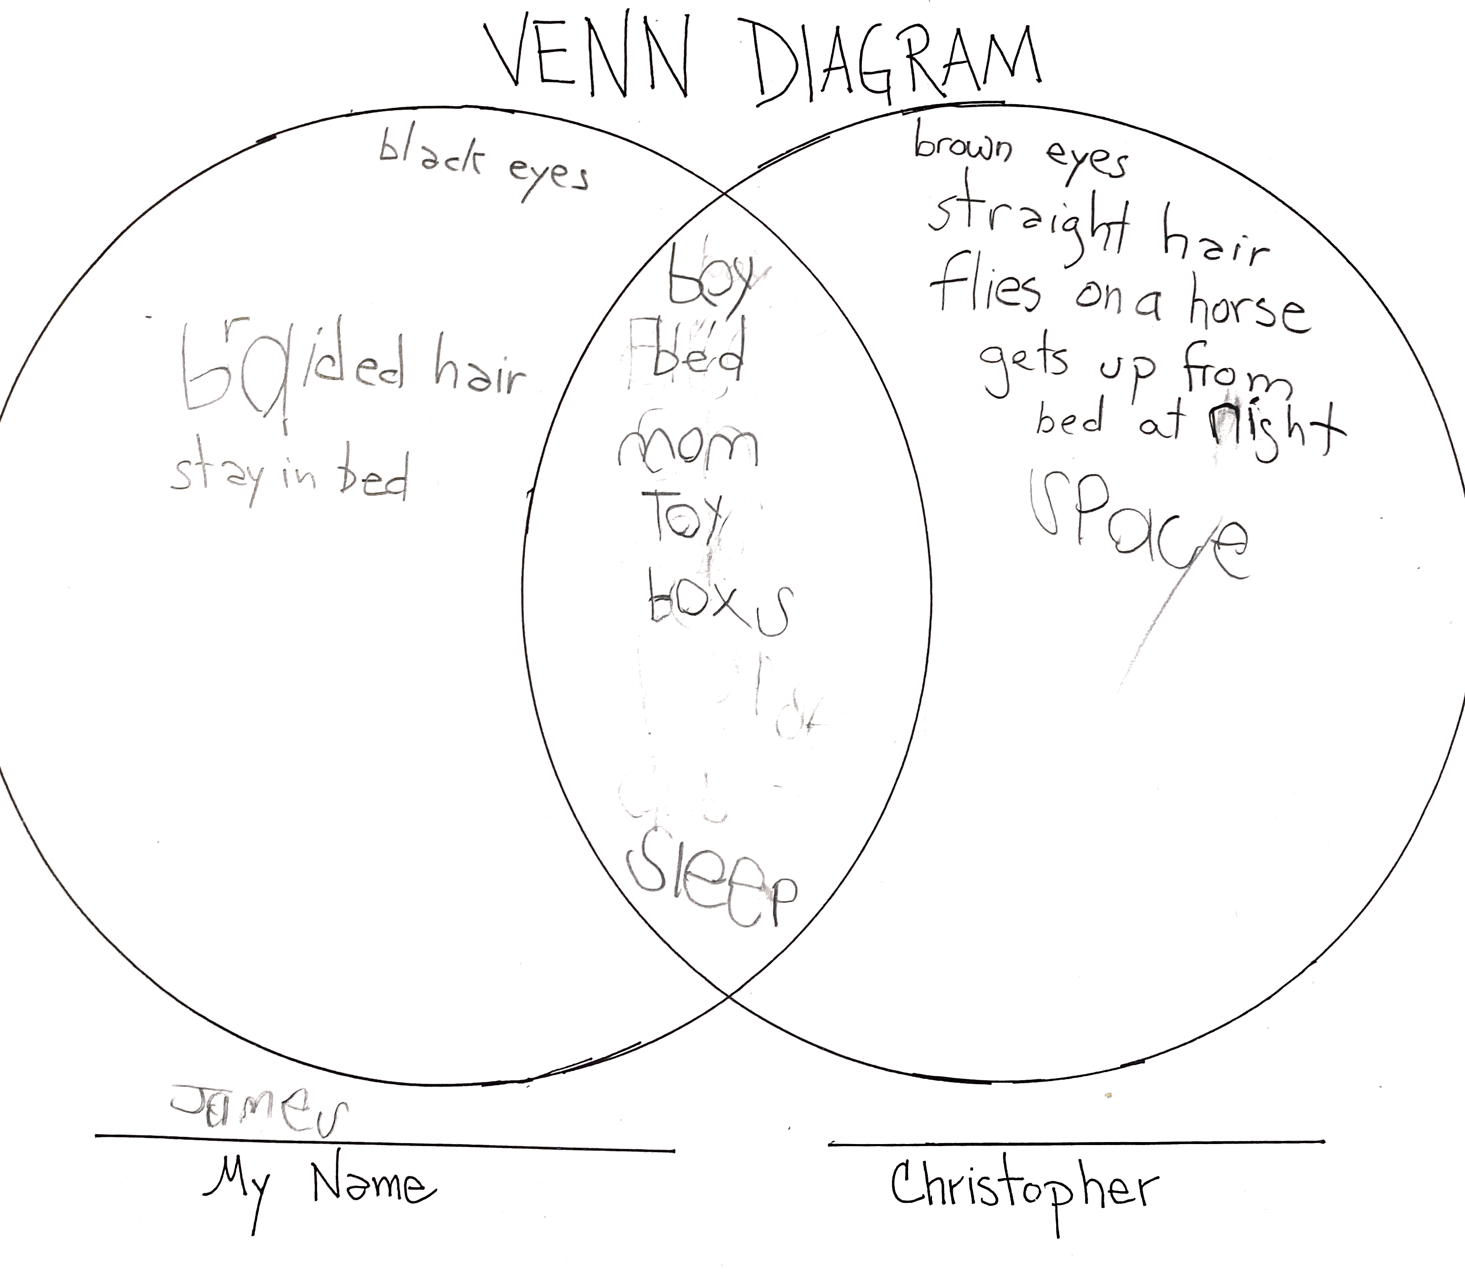 VENN DIAGRAM
black eyes
braided hair
stay in bed
boy
bed
mom
Toy
boxs
Sleep
brown eyes
straight hair
flies on a horse
gets up from
bed at night
SPace
James
My Name
Christopher